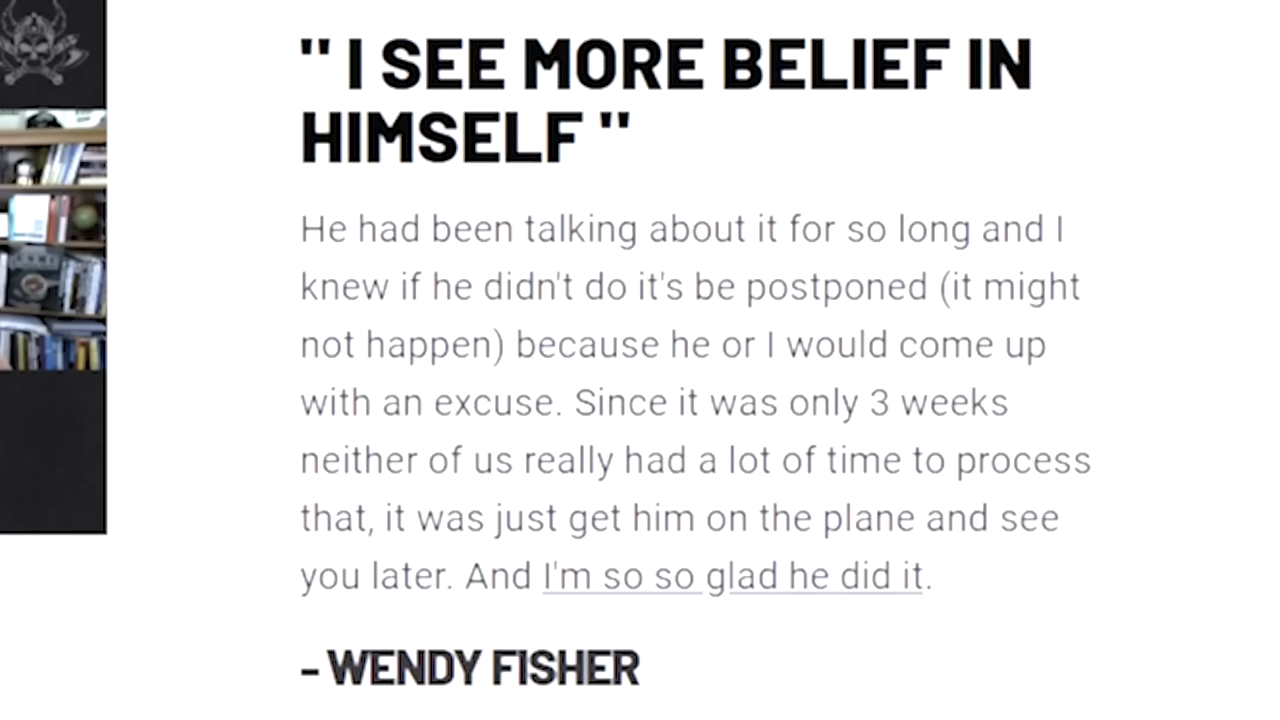 " I SEE MORE BELIEF IN
HIMSELF "
He had been talking about it for so long and I
knew if he didn't do it's be postponed (it might
not happen) because he or I would come up
with an excuse. Since it was only 3 weeks
neither of us really had a lot of time to process
that, it was just get him on the plane and see
you later. And I'm so so glad he did it.
- WENDY FISHER